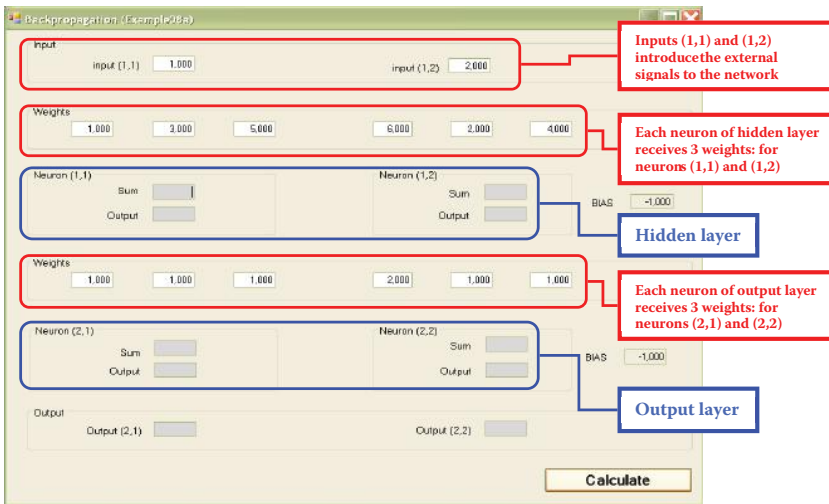 Backpropagation (Example08a)
Input
input (1,1) 1,000 input (1,2) 2,000
Inputs (1,1) and (1,2)
introduce the external
signals to the network
Weights
1,000 3,000 5,000 6,000 2,000 4,000
Each neuron of hidden layer
receives 3 weights: for
neurons (1,1) and (1,2)
Neuron (1,1) Neuron (1,2)
Sum Sum
BIAS -1,000
Output Output
Hidden layer
Weights
1,000 1,000 1,000 2,000 1,000 1,000
Each neuron of output layer
receives 3 weights: for
neurons (2,1) and (2,2)
Neuron (2,1) Neuron (2,2)
Sum Sum
BIAS -1,000
Output Output
Output layer
Output
Output (2,1) Output (2,2)
Calculate